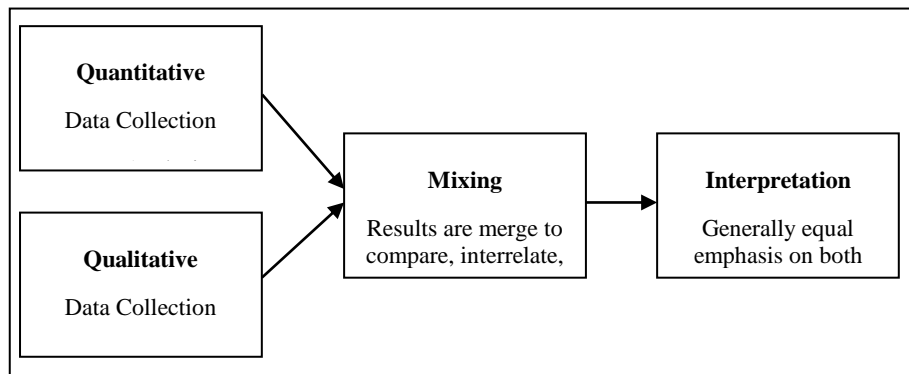 Quantitative
Data Collection
Qualitative
Data Collection
Mixing
Results are merge to
compare, interrelate,
Interpretation
Generally equal
emphasis on both